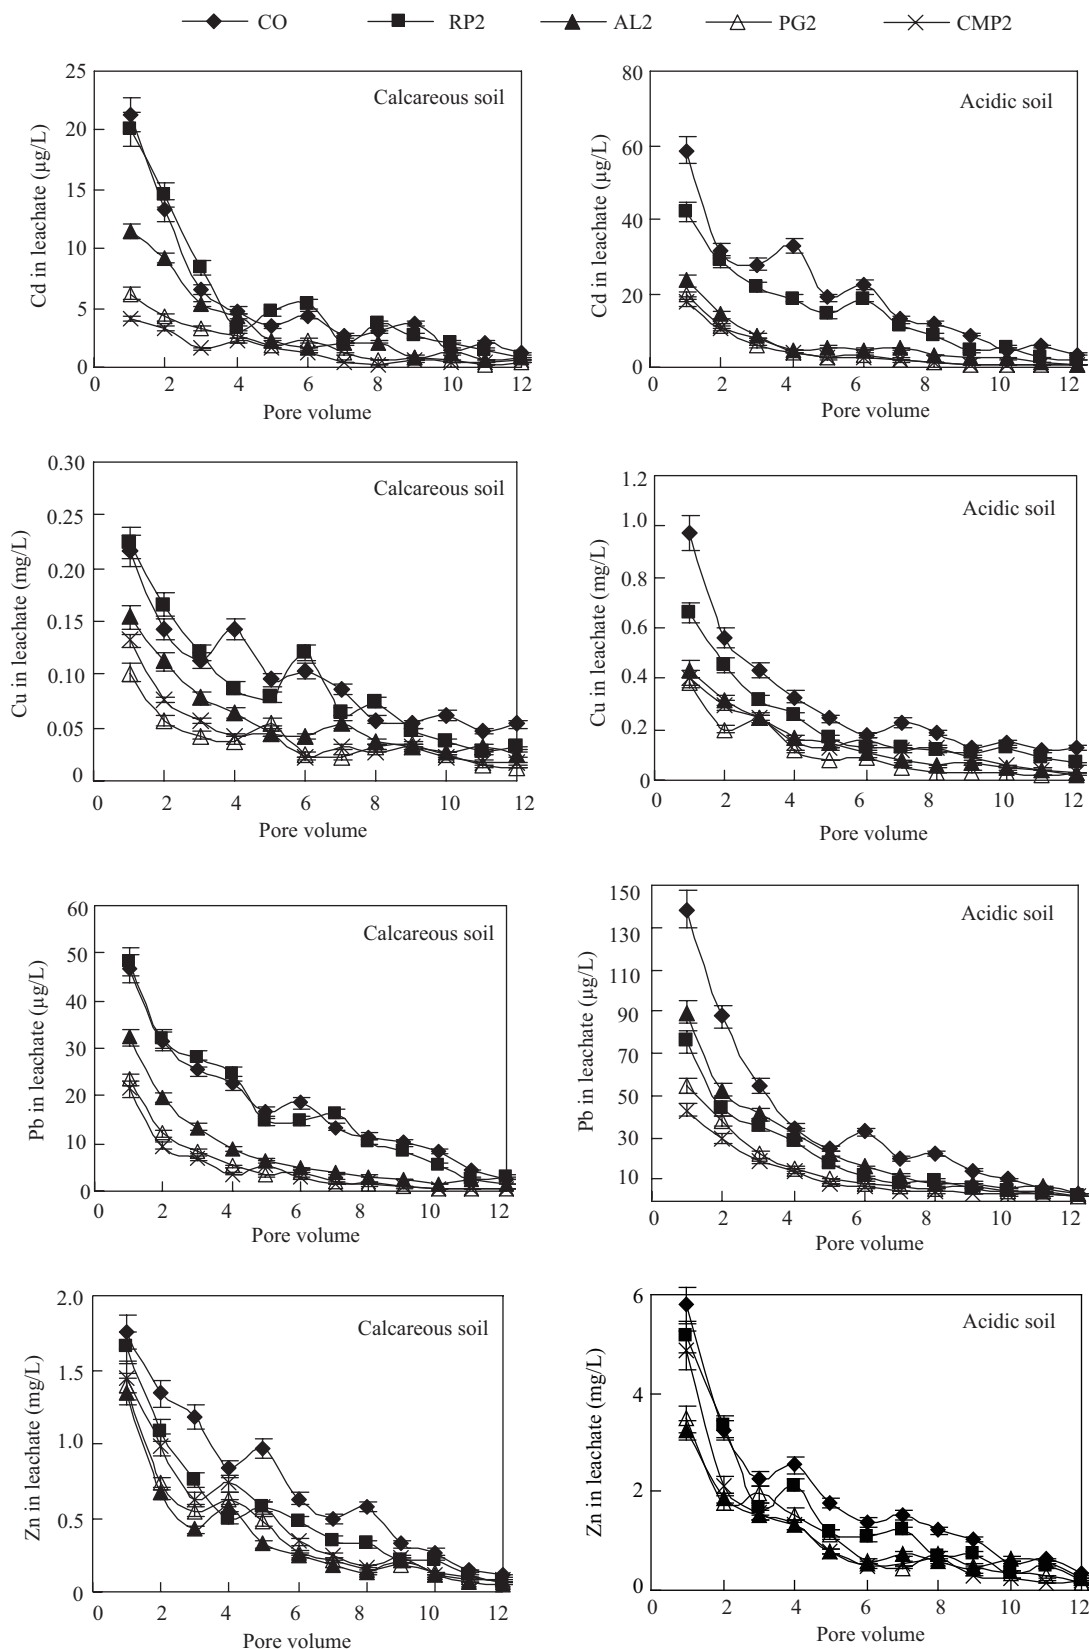 CO RP2 AL2 PG2 CMP2
Cd in leachate (µg/L)
25
20
15
10
5
0
Calcareous soil
0 2 4 6 8 10 12
Pore volume
Cd in leachate (µg/L)
80
60
40
20
0
Acidic soil
0 2 4 6 8 10 12
Pore volume
Cu in leachate (mg/L)
0.30
0.25
0.20
0.15
0.10
0.05
0
Calcareous soil
0 2 4 6 8 10 12
Pore volume
Cu in leachate (mg/L)
1.2
1.0
0.8
0.6
0.4
0.2
0
Acidic soil
0 2 4 6 8 10 12
Pore volume
Pb in leachate (µg/L)
60
50
40
30
20
10
0
Calcareous soil
0 2 4 6 8 10 12
Pore volume
Pb in leachate (µg/L)
150
130
110
90
70
50
30
10
Acidic soil
0 2 4 6 8 10 12
Pore volume
Zn in leachate (mg/L)
2.0
1.5
1.0
0.5
0
Calcareous soil
0 2 4 6 8 10 12
Pore volume
Zn in leachate (mg/L)
6
4
2
0
Acidic soil
0 2 4 6 8 10 12
Pore volume